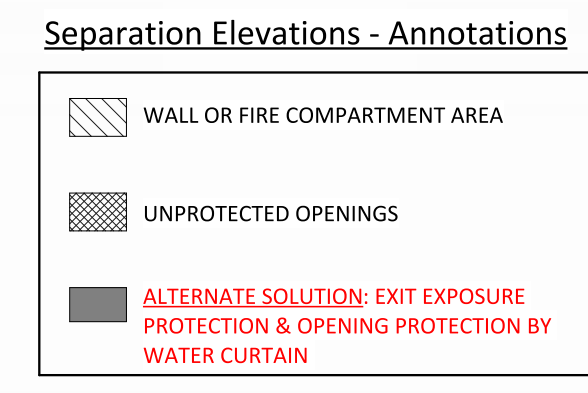 Separation Elevations - Annotations
WALL OR FIRE COMPARTMENT AREA
UNPROTECTED OPENINGS
ALTERNATE SOLUTION: EXIT EXPOSURE
PROTECTION & OPENING PROTECTION BY
WATER CURTAIN